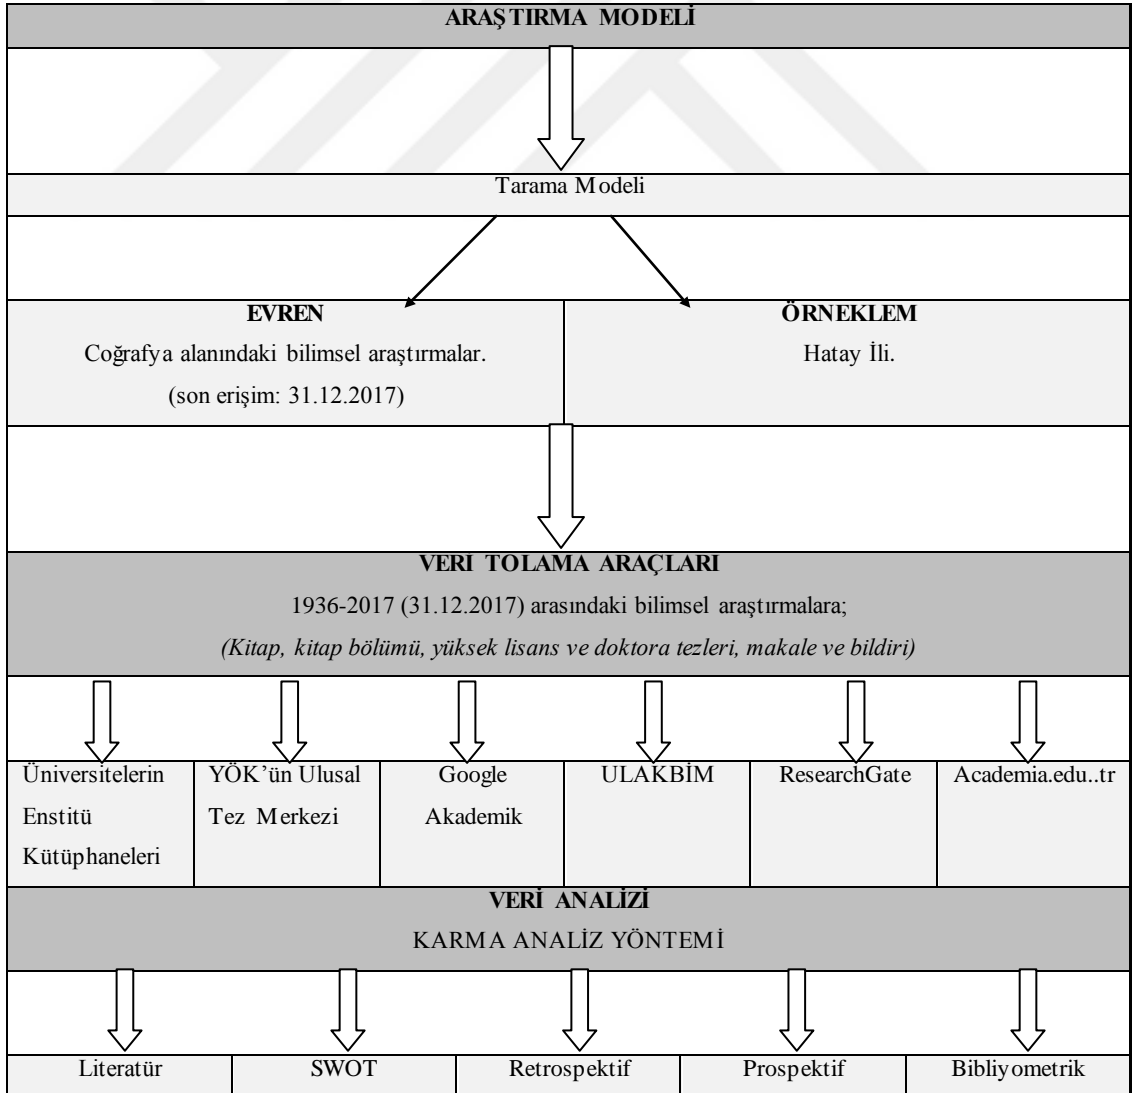 ARAŞTIRMA MODELİ
Tarama Modeli
EVREN
Coğrafya alanındaki bilimsel araştırmalar.
(son erişim: 31.12.2017)
ÖRNEKLEM
Hatay İli.
VERİ TOLAMA ARAÇLARI
1936-2017 (31.12.2017) arasındaki bilimsel araştırmalara;
(Kitap, kitap bölümü, yüksek lisans ve doktora tezleri, makale ve bildiri)
Üniversitelerin
Enstitü
Kütüphaneleri
YÖK’ün Ulusal
Tez Merkezi
Google
Akademik
ULAKBİM
ResearchGate
Academia.edu..tr
VERİ ANALİZİ
KARMA ANALİZ YÖNTEMİ
Literatür
SWOT
Retrospektif
Prospektif
Bibliyometrik